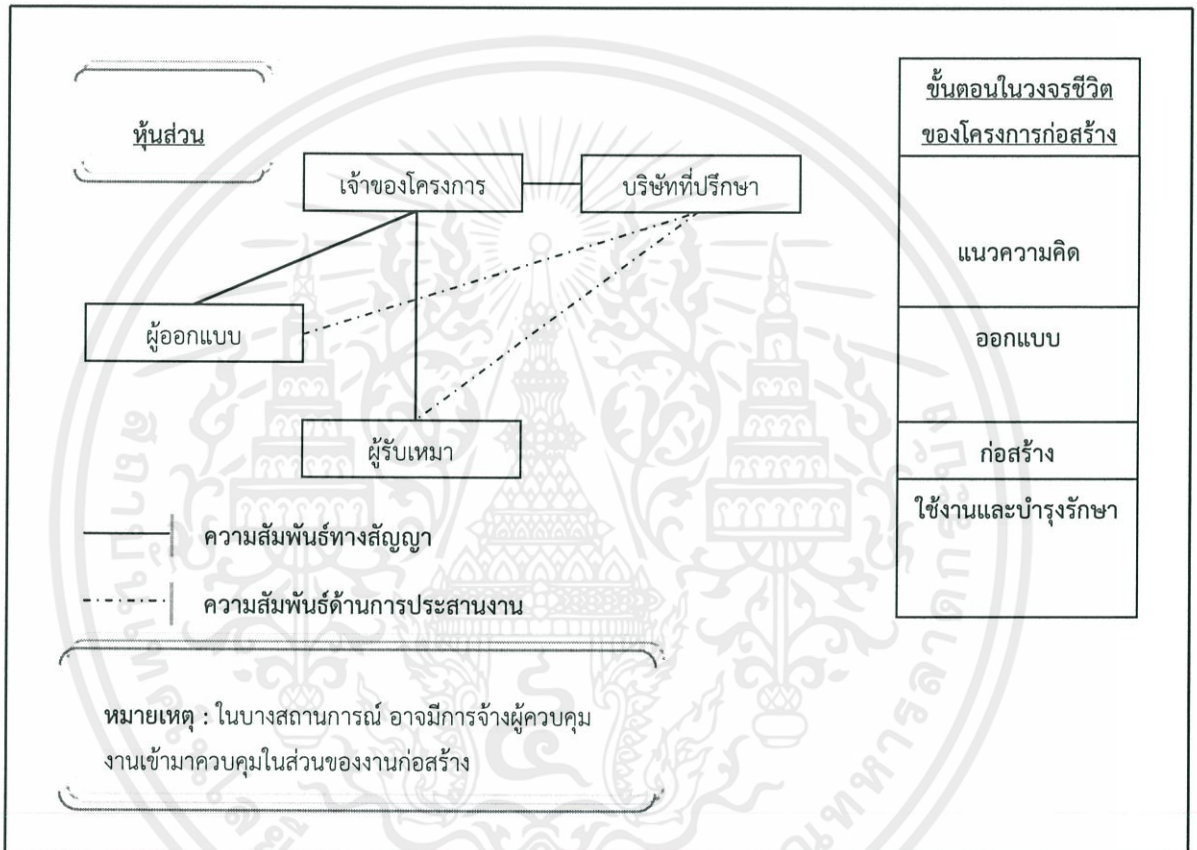 หุ้นส่วน
เจ้าของโครงการ
บริษัทที่ปรึกษา
ผู้ออกแบบ
ผู้รับเหมา
ความสัมพันธ์ทางสัญญา
ความสัมพันธ์ด้านการประสานงาน
หมายเหตุ : ในบางสถานการณ์ อาจมีการจ้างผู้ควบคุม
งานเข้ามาควบคุมในส่วนของงานก่อสร้าง
ขั้นตอนในวงจรชีวิต
ของโครงการก่อสร้าง
แนวความคิด
ออกแบบ
ก่อสร้าง
ใช้งานและบำรุงรักษา